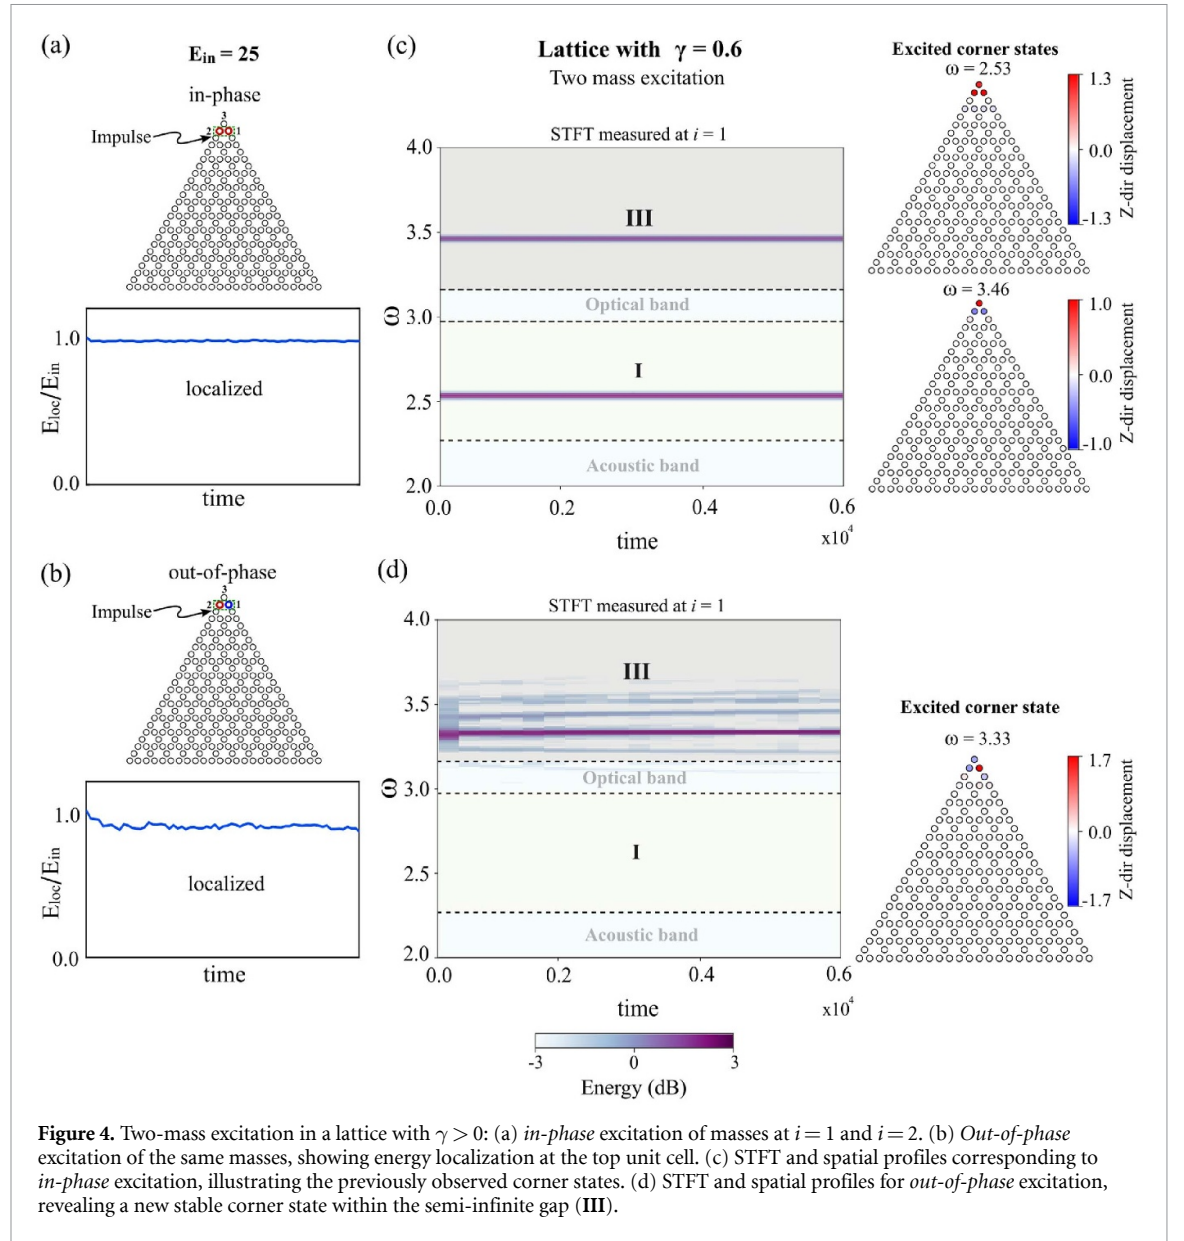 (a)
E_in = 25
in-phase
3
Impulse
2
1
1.0
E_loc/E_in
localized
0.0
time
(c)
Lattice with γ = 0.6
Two mass excitation
STFT measured at i = 1
4.0
III
3.5
Optical band
3.0
ω
I
2.5
Acoustic band
2.0
0.0
0.2
0.4
0.6
time
x10⁴
Excited corner states
ω = 2.53
1.3
0.0
-1.3
Z-dir displacement
ω = 3.46
1.0
0.0
-1.0
Z-dir displacement
(b)
out-of-phase
3
Impulse
2
1
1.0
E_loc/E_in
localized
0.0
time
(d)
STFT measured at i = 1
4.0
III
3.5
Optical band
3.0
ω
I
2.5
Acoustic band
2.0
0.0
0.2
0.4
0.6
time
x10⁴
Excited corner state
ω = 3.33
1.7
0.0
-1.7
Z-dir displacement
-3
0
3
Energy (dB)
Figure 4. Two-mass excitation in a lattice with γ > 0: (a) in-phase excitation of masses at i = 1 and i = 2. (b) Out-of-phase
excitation of the same masses, showing energy localization at the top unit cell. (c) STFT and spatial profiles corresponding to
in-phase excitation, illustrating the previously observed corner states. (d) STFT and spatial profiles for out-of-phase excitation,
revealing a new stable corner state within the semi-infinite gap (III).